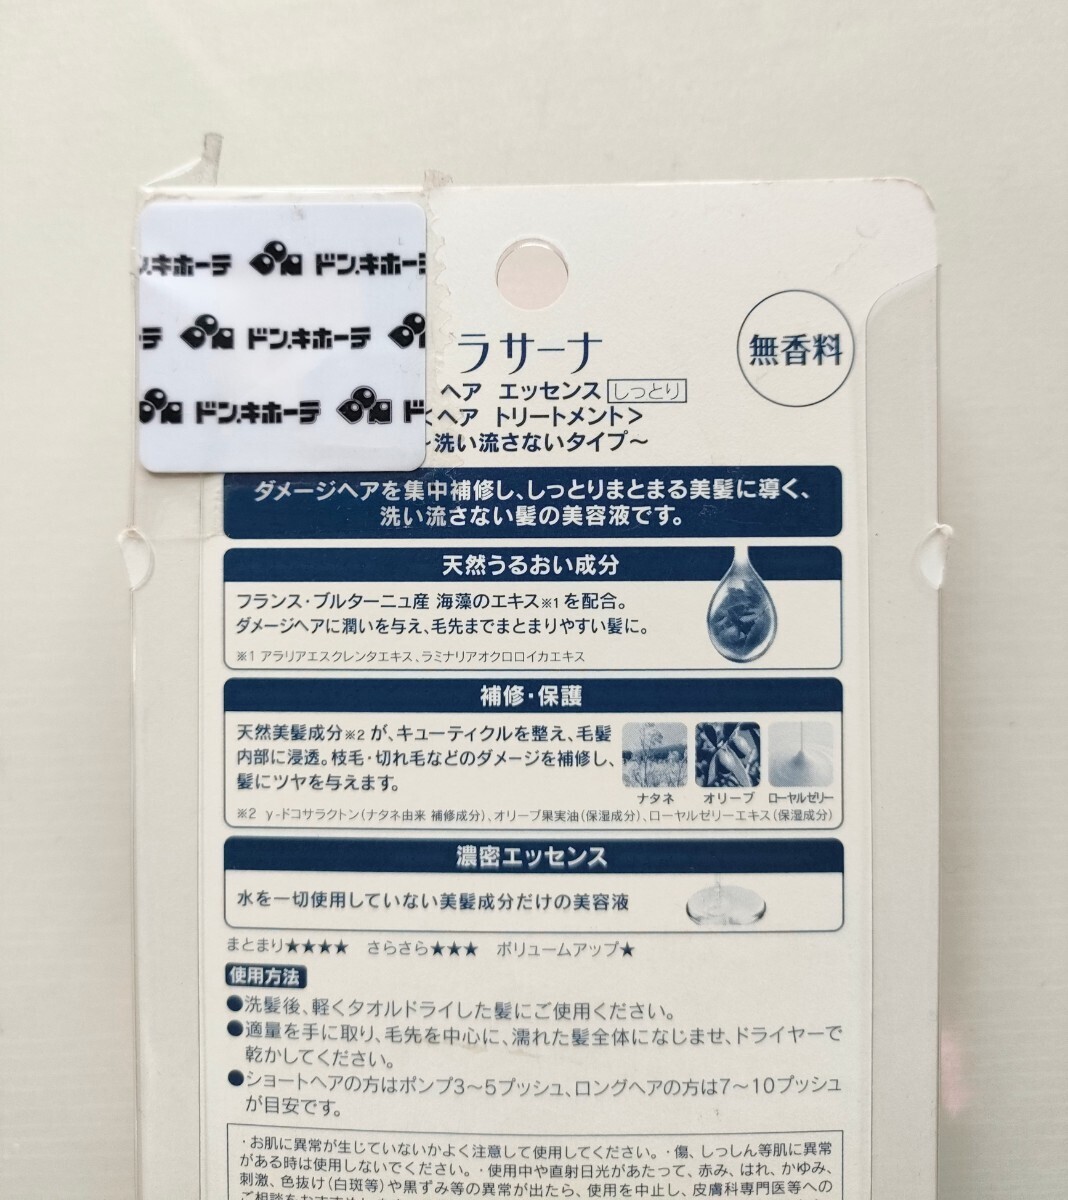 ン.キホーテ ドン.キホーテ
ーテ ドン.キホーテ
ドン.キホーテ ド
ラサーナ
無香料
ヘア エッセンス しっとり
<ヘア トリートメント>
~洗い流さないタイプ~
ダメージヘアを集中補修し、しっとりまとまる美髪に導く、
洗い流さない髪の美容液です。
天然うるおい成分
フランス・ブルターニュ産 海藻のエキス※1を配合。
ダメージヘアに潤いを与え、毛先までまとまりやすい髪に。
※1 アラリアエスクレンタエキス、ラミナリアオクロロイカエキス
補修・保護
天然美髪成分※2が、キューティクルを整え、毛髪
内部に浸透。枝毛・切れ毛などのダメージを補修し、
髪にツヤを与えます。
ナタネ オリーブ ローヤルゼリー
※2 γ-ドコサラクトン(ナタネ由来 補修成分)、オリーブ果実油(保湿成分)、ローヤルゼリーエキス(保湿成分)
濃密エッセンス
水を一切使用していない美髪成分だけの美容液
まとまり★★★★ さらさら★★★ ボリュームアップ★
使用方法
●洗髪後、軽くタオルドライした髪にご使用ください。
●適量を手に取り、毛先を中心に、濡れた髪全体になじませ、ドライヤーで
乾かしてください。
●ショートヘアの方はポンプ3~5プッシュ、ロングヘアの方は7~10プッシュ
が目安です。
・お肌に異常が生じていないかよく注意して使用してください。・傷、しっしん等肌に異常
がある時は使用しないでください。・使用中や直射日光があたって、赤み、はれ、かゆみ、
刺激、色抜け(白斑等)や黒ずみ等の異常が出たら、使用を中止し、皮膚科専門医等への
ご相談をおすすめします